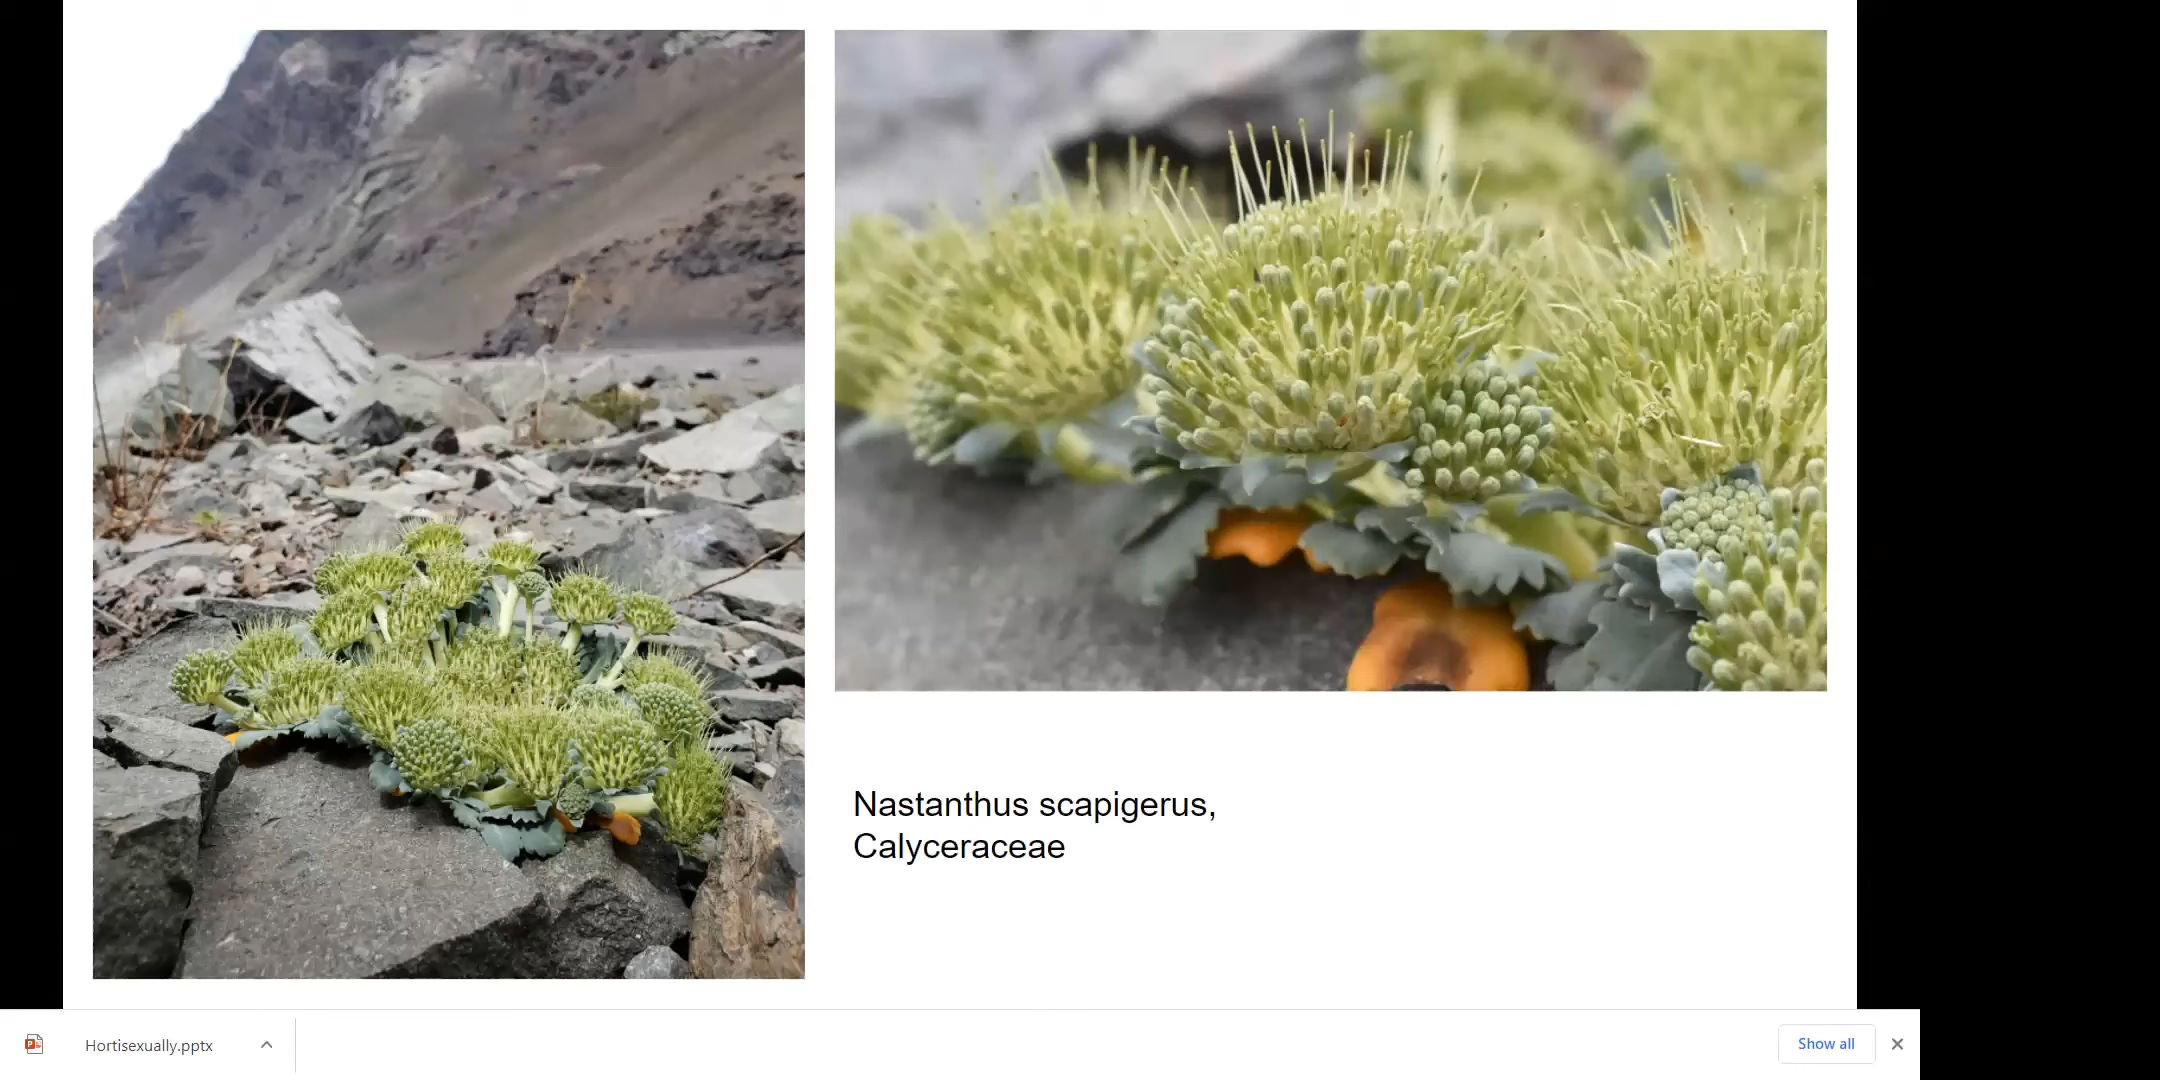 Nastanthus scapigerus,
Calyceraceae
Hortisexually.pptx
Show all